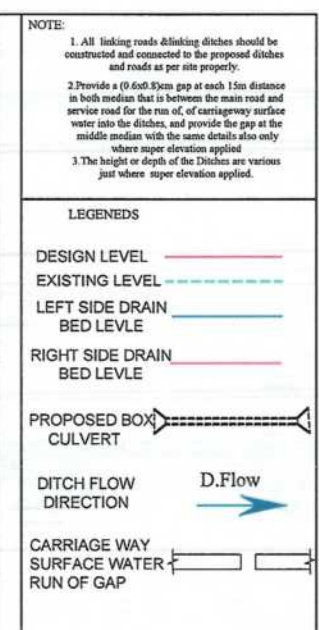 NOTE:
1. All linking roads &linking ditches should be
constructed and connected to the proposed ditches
and roads as per site properly.
2.Provide a (0.6x0.8)cm gap at each 15m distance
in both median that is between the main road and
service road for the run of, of carriageway surface
water into the ditches, and provide the gap at the
middle median with the same details also only
where super elevation applied
3.The height or depth of the Ditches are various
just where super elevation applied.
LEGENEDS
DESIGN LEVEL
EXISTING LEVEL
LEFT SIDE DRAIN
BED LEVLE
RIGHT SIDE DRAIN
BED LEVLE
PROPOSED BOX
CULVERT
DITCH FLOW
DIRECTION
D.Flow
CARRIAGE WAY
SURFACE WATER
RUN OF GAP